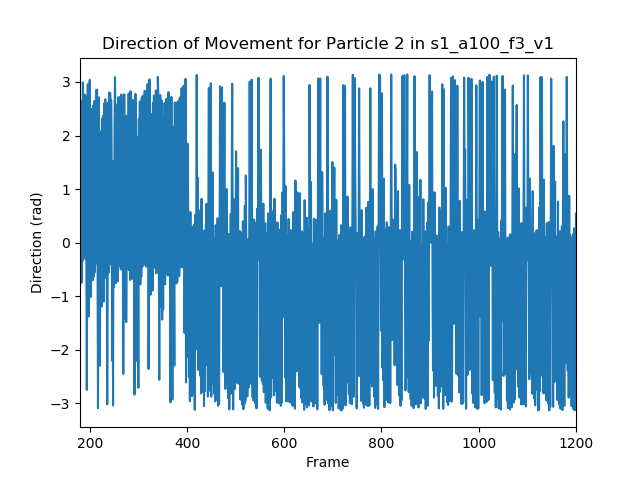 Direction of Movement for Particle 2 in s1_a100_f3_v1
3
2
1
0
−1
−2
−3
Direction (rad)
200 400 600 800 1000 1200
Frame